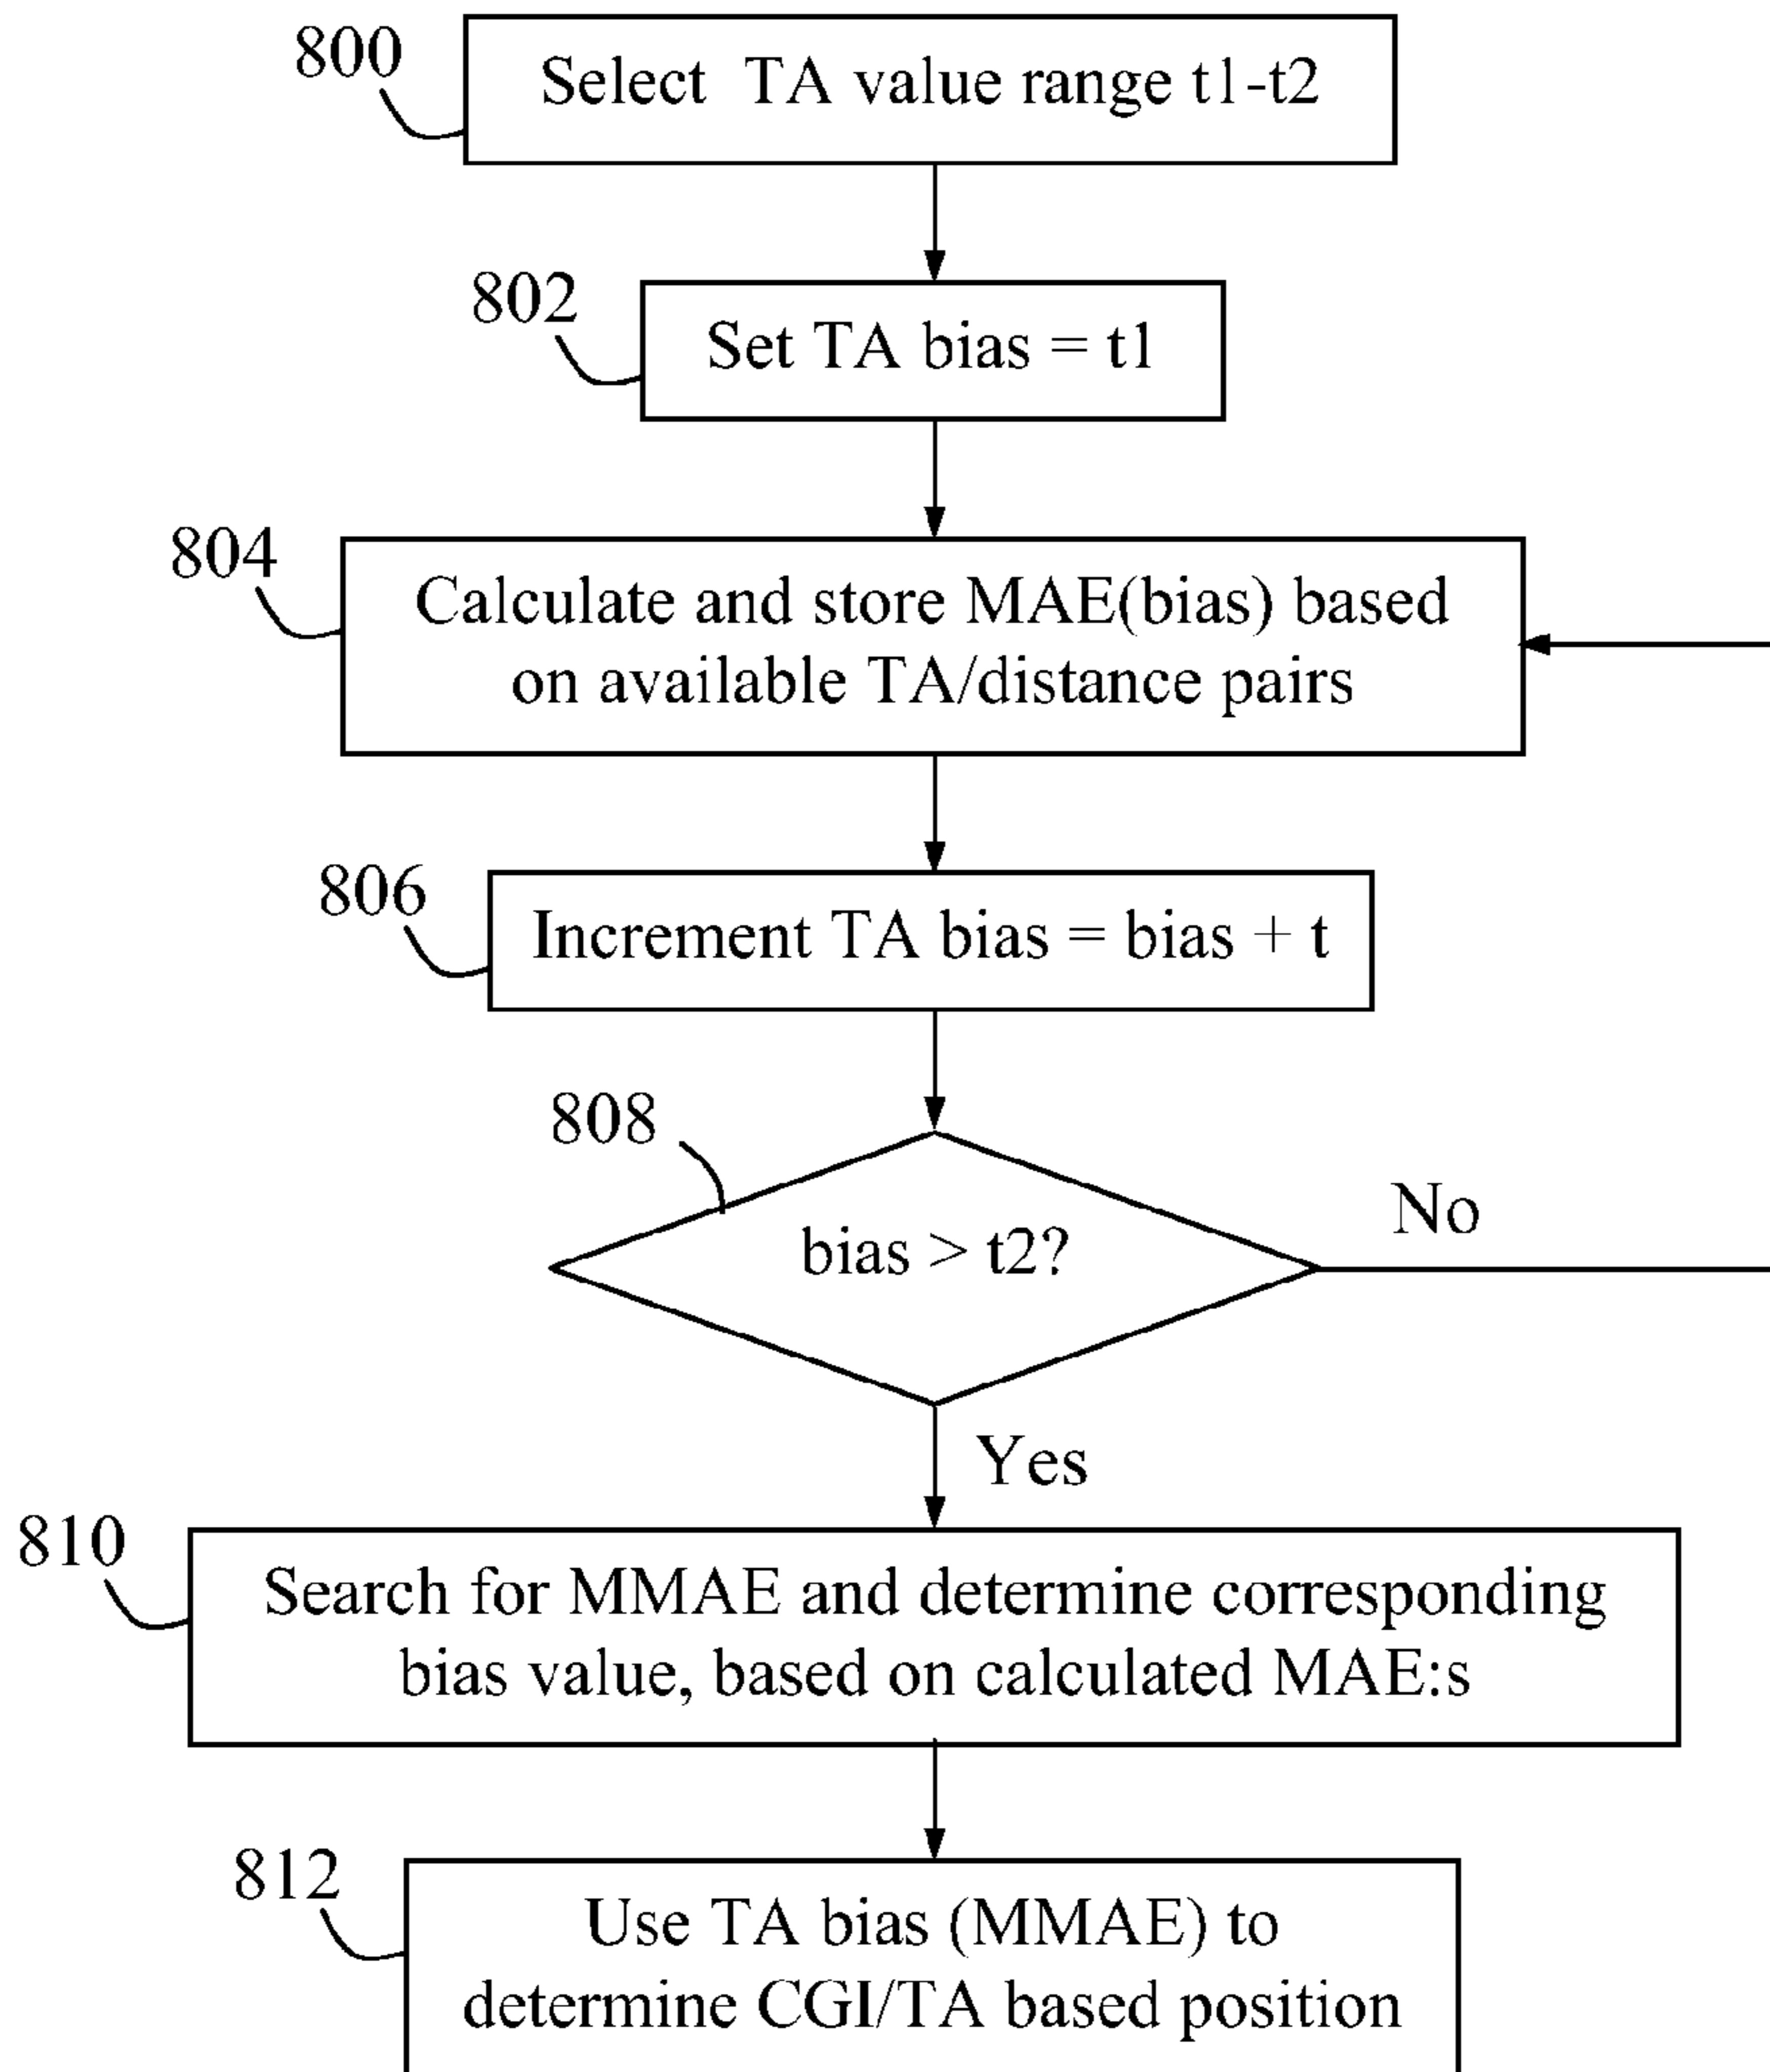 800
Select TA value range t1-t2
802
Set TA bias = t1
804
Calculate and store MAE(bias) based
on available TA/distance pairs
806
Increment TA bias = bias + t
808
bias > t2?
No
Yes
810
Search for MMAE and determine corresponding
bias value, based on calculated MAE:s
812
Use TA bias (MMAE) to
determine CGI/TA based position